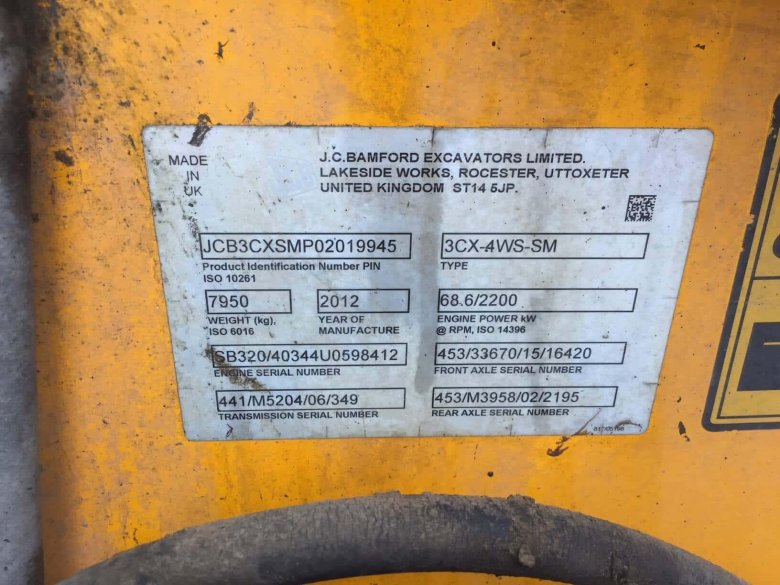 MADE
IN
UK
J.C.BAMFORD EXCAVATORS LIMITED.
LAKESIDE WORKS, ROCESTER, UTTOXETER
UNITED KINGDOM ST14 5JP.
JCB3CXSMP02019945
Product Identification Number PIN
ISO 10261
3CX-4WS-SM
TYPE
7950
WEIGHT (kg),
ISO 6016
2012
YEAR OF
MANUFACTURE
68.6/2200
ENGINE POWER kW
@ RPM, ISO 14396
SB320/40344U0598412
ENGINE SERIAL NUMBER
453/33670/15/16420
FRONT AXLE SERIAL NUMBER
441/M5204/06/349
TRANSMISSION SERIAL NUMBER
453/M3958/02/2195
REAR AXLE SERIAL NUMBER